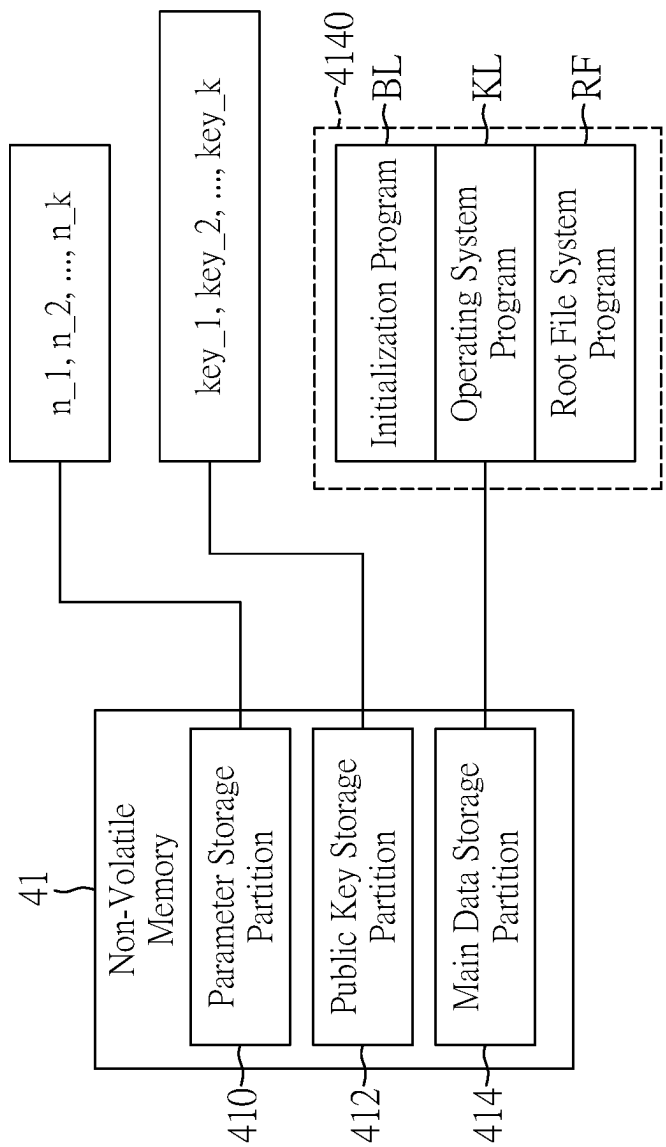 41
Non-Volatile
Memory
410
Parameter Storage
Partition
412
Public Key Storage
Partition
414
Main Data Storage
Partition
n_1, n_2, ..., n_k
key_1, key_2, ..., key_k
4140
Initialization Program
BL
Operating System
Program
KL
Root File System
Program
RF